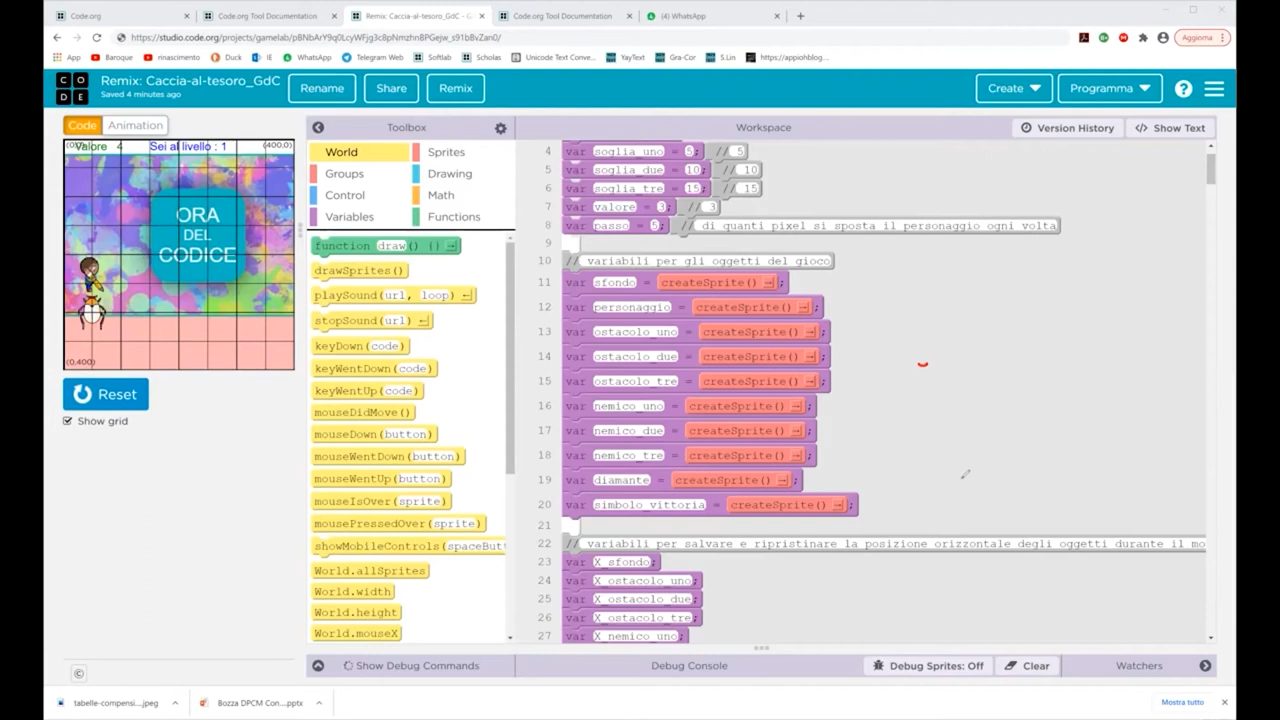 Code.org
Code.org Tool Documentation
Remix: Caccia-al-tesoro_GdC - G
Code.org Tool Documentation
(4) WhatsApp
https://studio.code.org/projects/gamelab/pBNbArY9q0LcyWFjg3c8pNmzhnBPGejw_s91bBvZan0/
Aggiorna
App
Baroque
rinascimento
Duck
IE
WhatsApp
Telegram Web
Softlab
Scholas
Unicode Text Conve...
YayText
Gra-Cor
S.Lin
https://appiohblog....
CODE
Remix: Caccia-al-tesoro_GdC
Saved 4 minutes ago
Rename
Share
Remix
Create
Programma
?
Code
Animation
Toolbox
Workspace
Version History
</> Show Text
Valore 4
Sei al livello : 1
(400,0)
ORA
DEL
CODICE
(0,400)
Reset
Show grid
World
Sprites
Groups
Drawing
Control
Math
Variables
Functions
function draw() {}
drawSprites()
playSound(url, loop)
stopSound(url)
keyDown(code)
keyWentDown(code)
keyWentUp(code)
mouseDidMove()
mouseDown(button)
mouseWentDown(button)
mouseWentUp(button)
mouseIsOver(sprite)
mousePressedOver(sprite)
showMobileControls(spaceButt
World.allSprites
World.width
World.height
World.mouseX
4 var soglia_uno = 5; // 5
5 var soglia_due = 10; // 10
6 var soglia_tre = 15; // 15
7 var valore = 3; // 3
8 var passo = 5; // di quanti pixel si sposta il personaggio ogni volta
9
10 // variabili per gli oggetti del gioco
11 var sfondo = createSprite();
12 var personaggio = createSprite();
13 var ostacolo_uno = createSprite();
14 var ostacolo_due = createSprite();
15 var ostacolo_tre = createSprite();
16 var nemico_uno = createSprite();
17 var nemico_due = createSprite();
18 var nemico_tre = createSprite();
19 var diamante = createSprite();
20 var simbolo_vittoria = createSprite();
21
22 // variabili per salvare e ripristinare la posizione orizzontale degli oggetti durante il mo
23 var X_sfondo;
24 var X_ostacolo_uno;
25 var X_ostacolo_due;
26 var X_ostacolo_tre;
27 var X_nemico_uno;
Show Debug Commands
Debug Console
Debug Sprites: Off
Clear
Watchers
©
tabelle-compensi....jpeg
Bozza DPCM Con....pptx
Mostra tutto